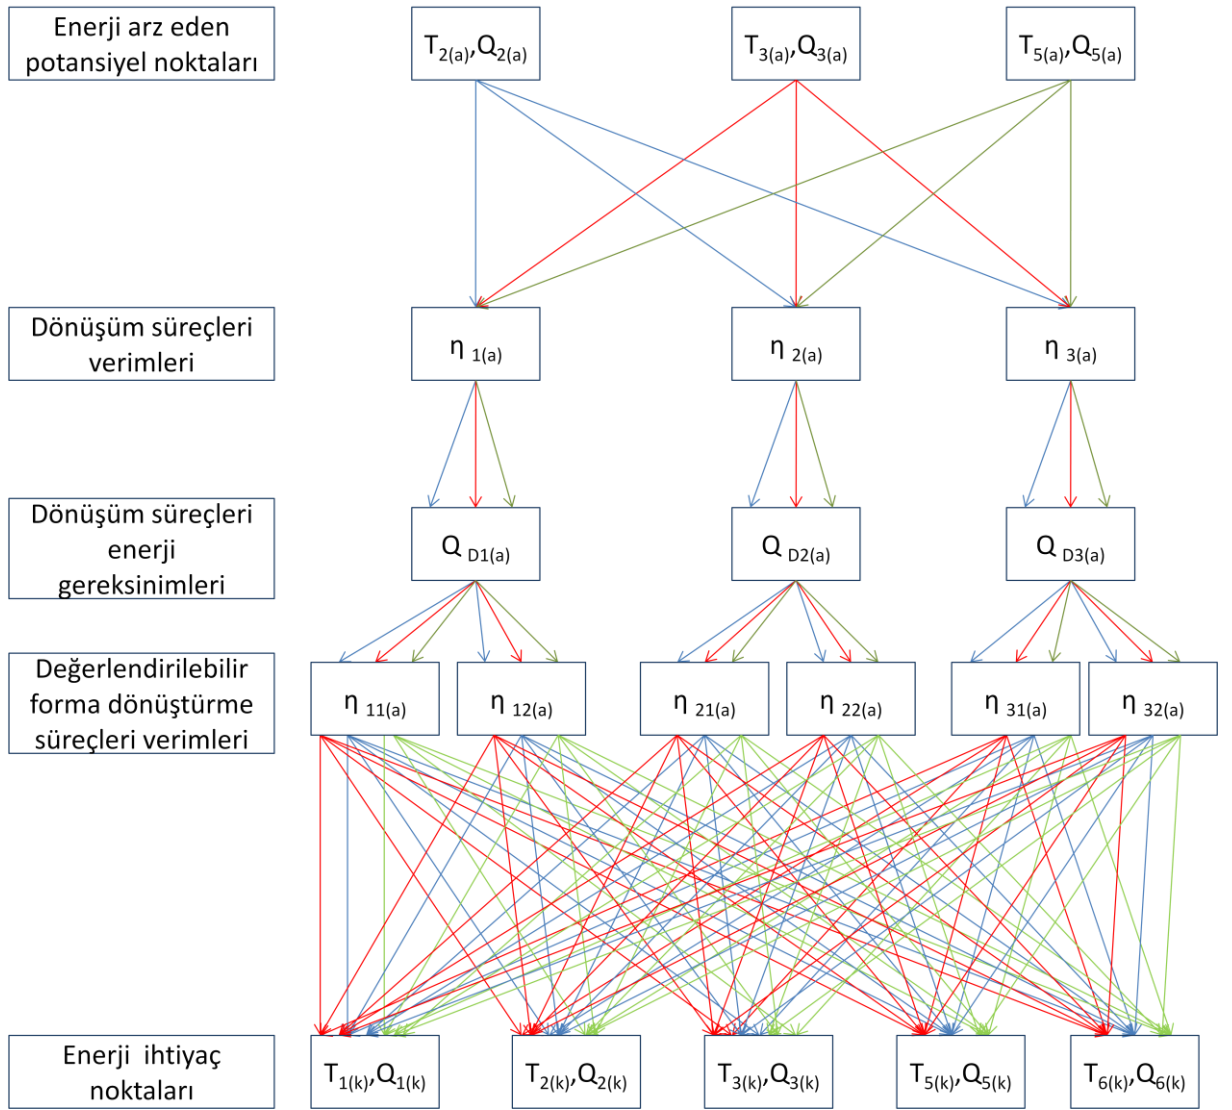 Enerji arz eden
potansiyel noktaları
T2(a),Q2(a)
T3(a),Q3(a)
T5(a),Q5(a)
Dönüşüm süreçleri
verimleri
η 1(a)
η 2(a)
η 3(a)
Dönüşüm süreçleri
enerji
gereksinimleri
Q D1(a)
Q D2(a)
Q D3(a)
Değerlendirilebilir
forma dönüştürme
süreçleri verimleri
η 11(a)
η 12(a)
η 21(a)
η 22(a)
η 31(a)
η 32(a)
Enerji ihtiyaç
noktaları
T1(k),Q1(k)
T2(k),Q2(k)
T3(k),Q3(k)
T5(k),Q5(k)
T6(k),Q6(k)